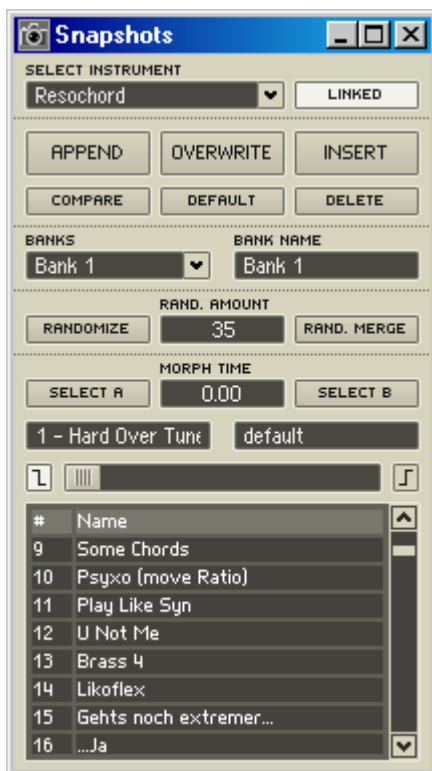 Snapshots
SELECT INSTRUMENT
Resochord LINKED
APPEND OVERWRITE INSERT
COMPARE DEFAULT DELETE
BANKS BANK NAME
Bank 1 Bank 1
RAND. AMOUNT
RANDOMIZE 35 RAND. MERGE
MORPH TIME
SELECT A 0.00 SELECT B
1 - Hard Over Tune default
# Name
9 Some Chords
10 Psyxo (move Ratio)
11 Play Like Syn
12 U Not Me
13 Brass 4
14 Likoflex
15 Gehts noch extremer...
16 ...Ja